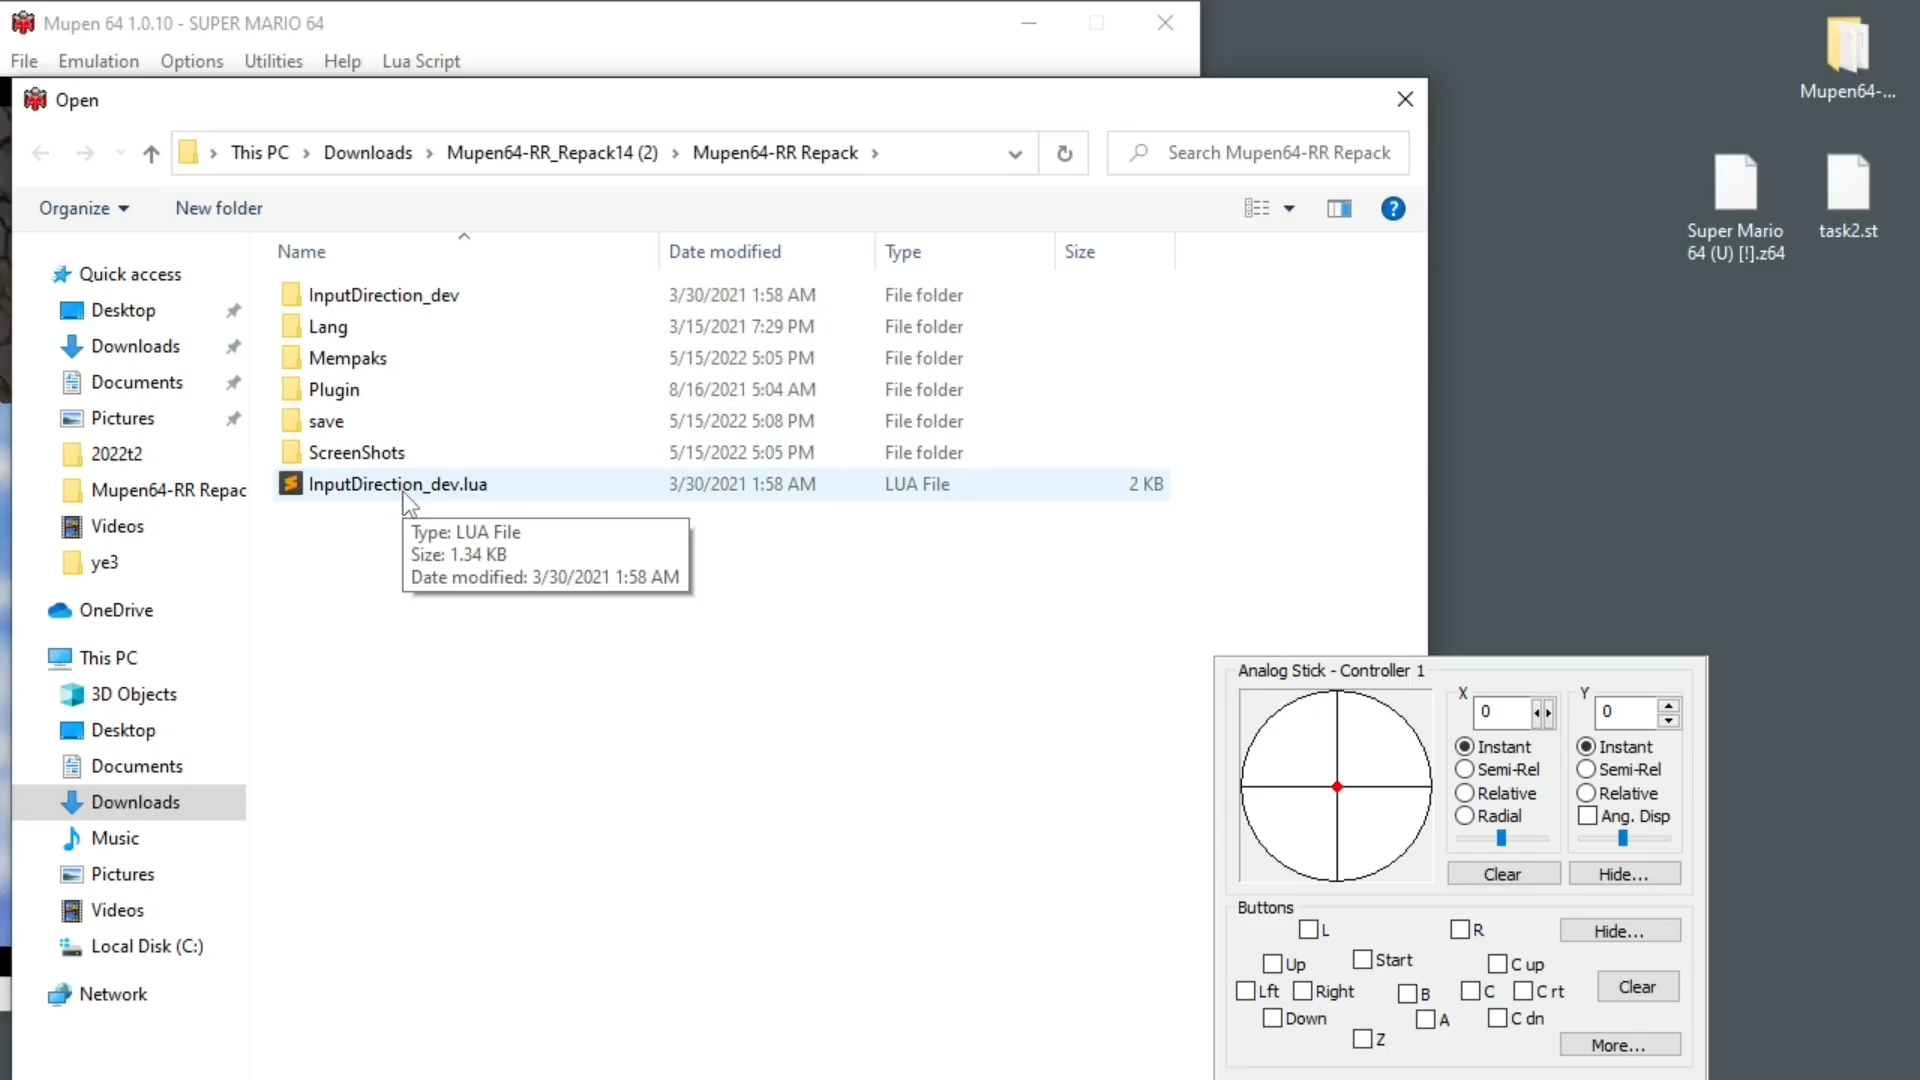 Mupen 64 1.0.10 - SUPER MARIO 64
File Emulation Options Utilities Help Lua Script
Open
This PC Downloads Mupen64-RR_Repack14 (2) Mupen64-RR Repack
Search Mupen64-RR Repack
Organize New folder
?
Name Date modified Type Size
InputDirection_dev 3/30/2021 1:58 AM File folder
Lang 3/15/2021 7:29 PM File folder
Mempaks 5/15/2022 5:05 PM File folder
Plugin 8/16/2021 5:04 AM File folder
save 5/15/2022 5:08 PM File folder
ScreenShots 5/15/2022 5:05 PM File folder
InputDirection_dev.lua 3/30/2021 1:58 AM LUA File 2 KB
Type: LUA File
Size: 1.34 KB
Date modified: 3/30/2021 1:58 AM
Quick access
Desktop
Downloads
Documents
Pictures
2022t2
Mupen64-RR Repac
Videos
ye3
OneDrive
This PC
3D Objects
Desktop
Documents
Downloads
Music
Pictures
Videos
Local Disk (C:)
Network
Mupen64-...
Super Mario
64 (U) [!].z64
task2.st
Analog Stick - Controller 1
X Y
0 0
Instant Instant
Semi-Rel Semi-Rel
Relative Relative
Radial Ang. Disp
Clear Hide...
Buttons
L R Hide...
Up Start C up
Lft Right B C C rt Clear
Down A C dn
Z More...